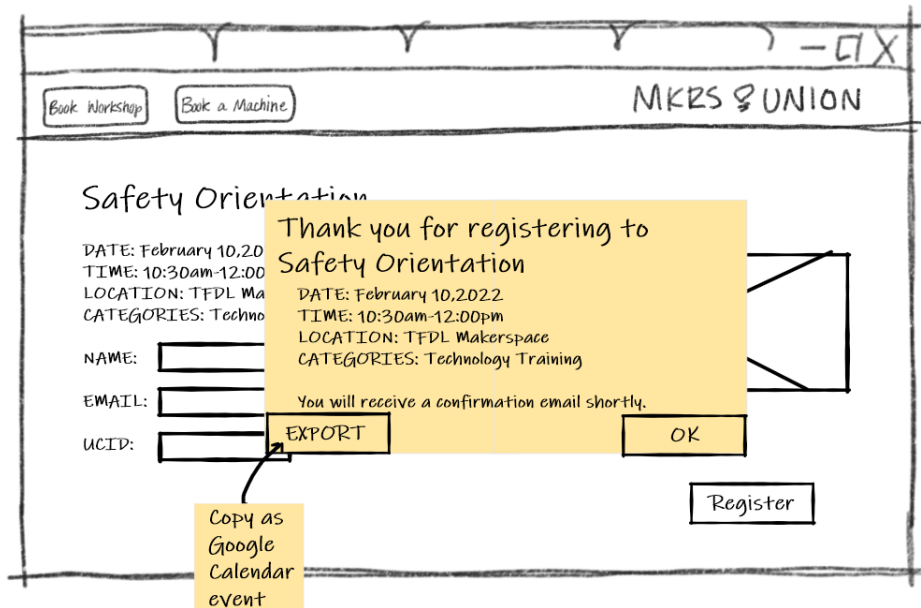 Book Workshop
Book a Machine
MKRS & UNION
Safety Orientation
DATE: February 10,20
TIME: 10:30am-12:00
LOCATION: TFDL Ma
CATEGORIES: Techno
NAME:
EMAIL:
UCID:
Thank you for registering to
Safety Orientation
DATE: February 10,2022
TIME: 10:30am-12:00pm
LOCATION: TFDL Makerspace
CATEGORIES: Technology Training
You will receive a confirmation email shortly.
EXPORT
OK
Register
Copy as
Google
Calendar
event